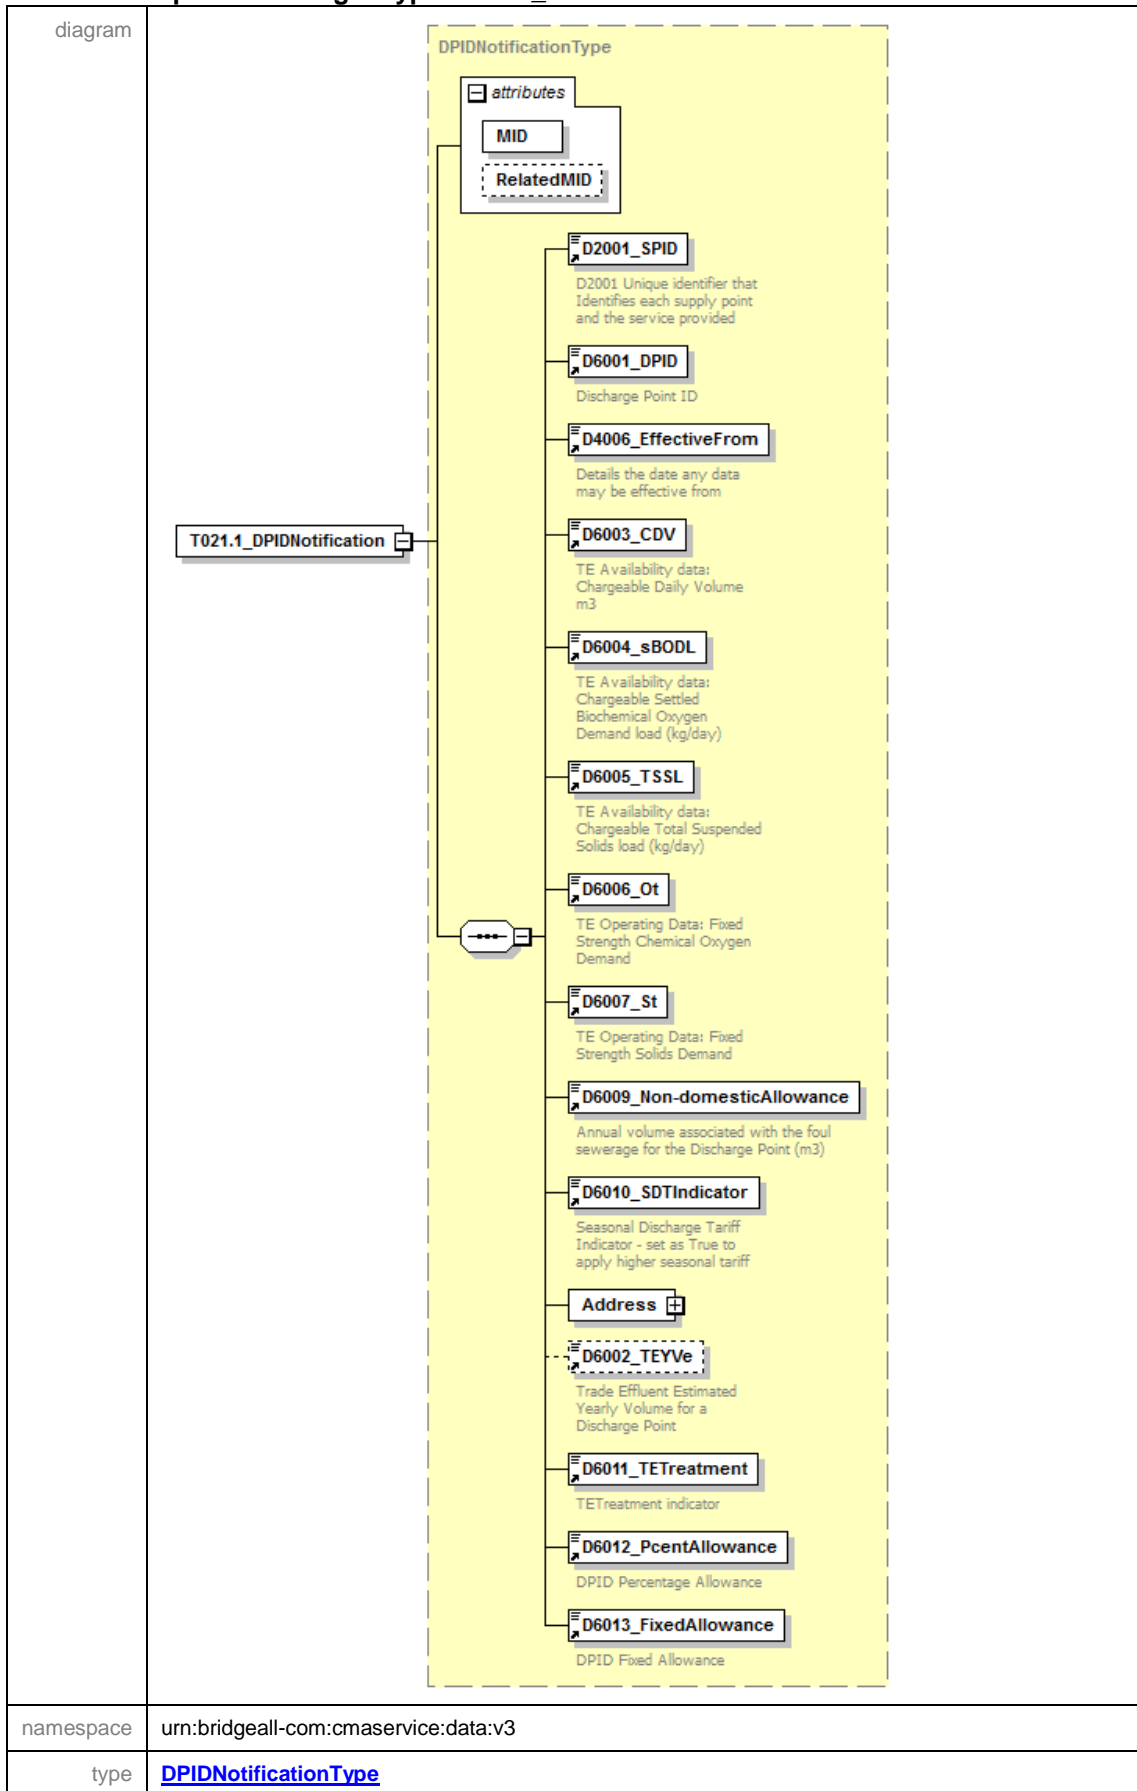 diagram
DPIDNotificationType
attributes
MID
RelatedMID
D2001_SPID
D2001 Unique identifier that
Identifies each supply point
and the service provided
D6001_DPID
Discharge Point ID
D4006_EffectiveFrom
Details the date any data
may be effective from
T021.1_DPIDNotification
D6003_CDV
TE Availability data:
Chargeable Daily Volume
m3
D6004_sBODL
TE Availability data:
Chargeable Settled
Biochemical Oxygen
Demand load (kg/day)
D6005_TSSL
TE Availability data:
Chargeable Total Suspended
Solids load (kg/day)
D6006_Ot
TE Operating Data: Fixed
Strength Chemical Oxygen
Demand
D6007_St
TE Operating Data: Fixed
Strength Solids Demand
D6009_Non-domesticAllowance
Annual volume associated with the foul
sewerage for the Discharge Point (m3)
D6010_SDTIndicator
Seasonal Discharge Tariff
Indicator - set as True to
apply higher seasonal tariff
Address
D6002_TEYVe
Trade Effluent Estimated
Yearly Volume for a
Discharge Point
D6011_TETreatment
TETreatment indicator
D6012_PcentAllowance
DPID Percentage Allowance
D6013_FixedAllowance
DPID Fixed Allowance
namespace urn:bridgeall-com:cmaservice:data:v3
type DPIDNotificationType